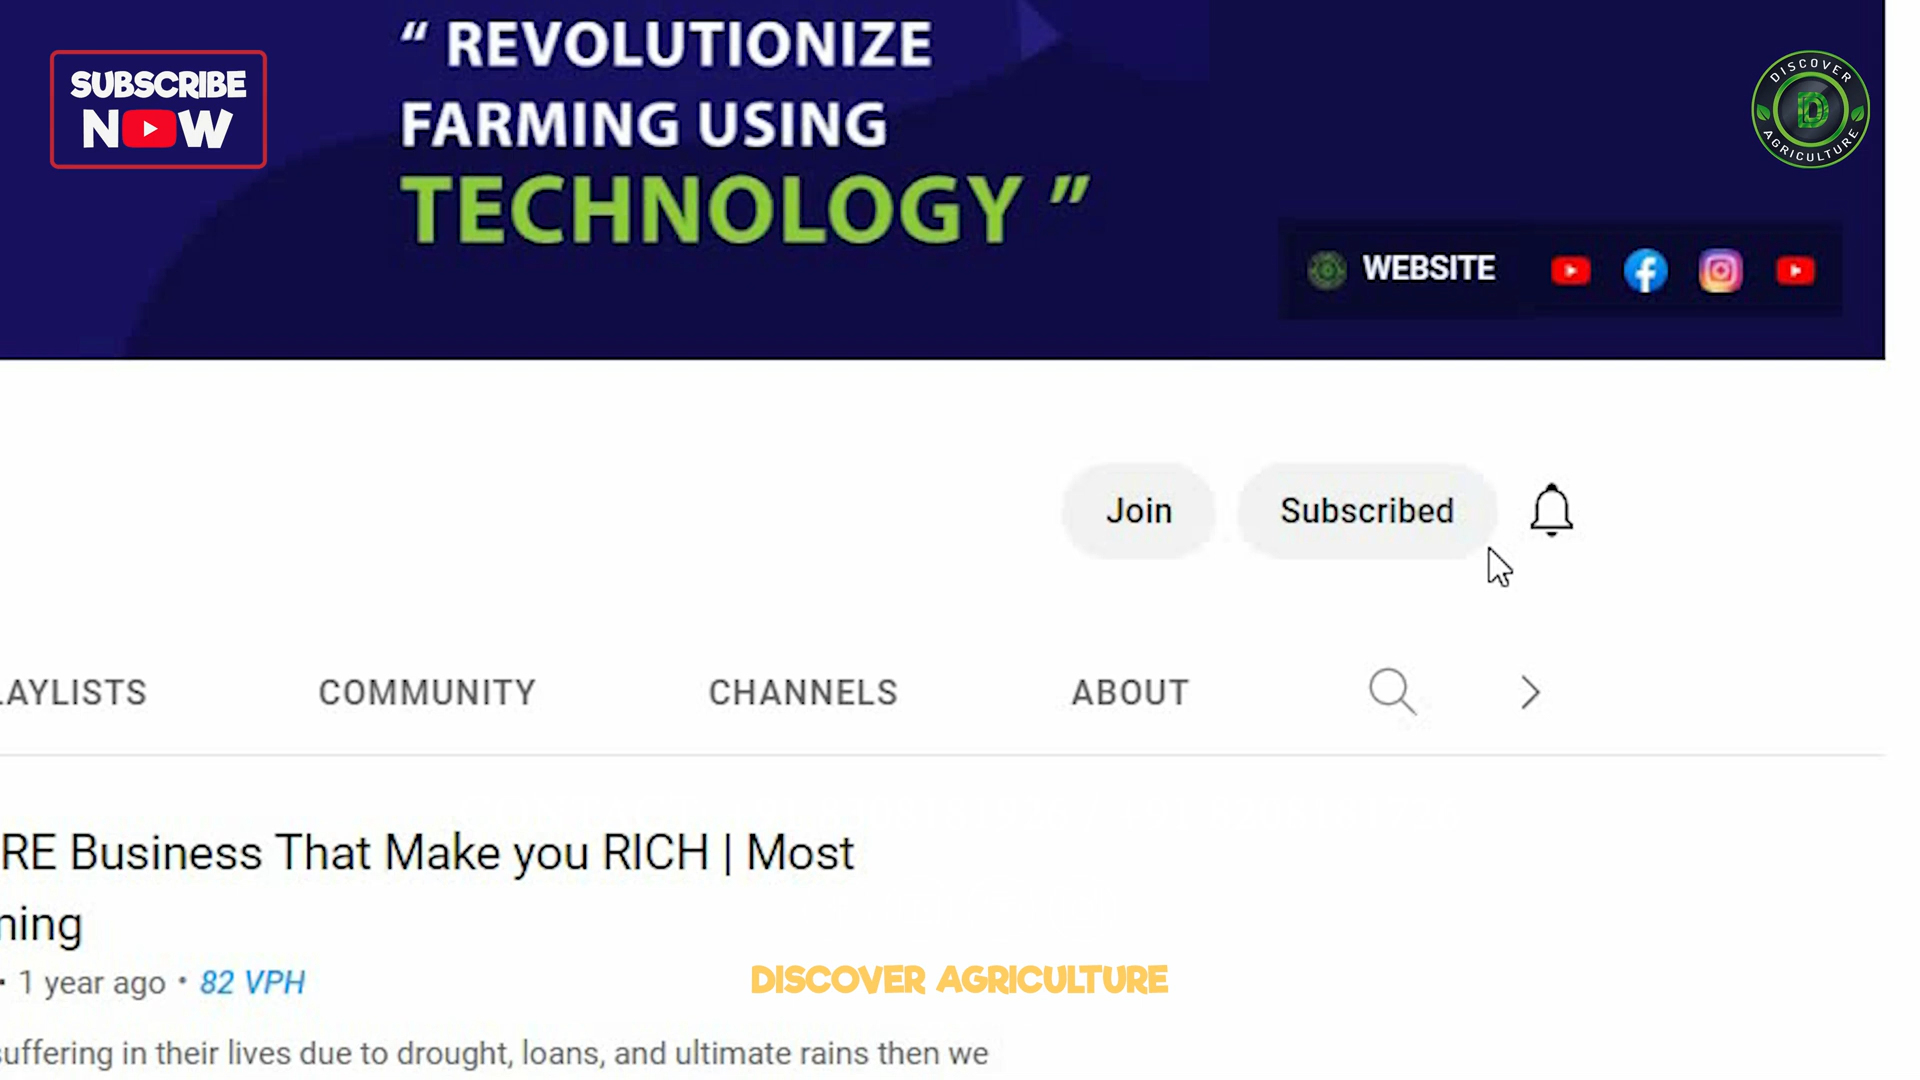 “ REVOLUTIONIZE
FARMING USING
TECHNOLOGY ”
SUBSCRIBE
NOW
DISCOVER
D
AGRICULTURE
WEBSITE
Join
Subscribed
LAYLISTS
COMMUNITY
CHANNELS
ABOUT
RE Business That Make you RICH | Most
ning
• 1 year ago • 82 VPH
DISCOVER AGRICULTURE
suffering in their lives due to drought, loans, and ultimate rains then we